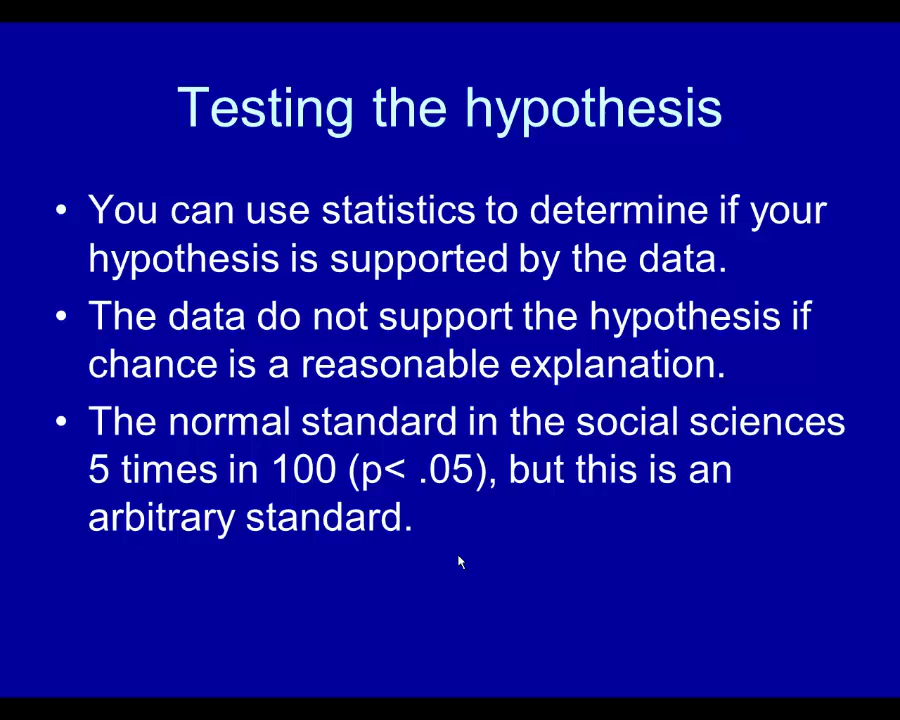 Testing the hypothesis
• You can use statistics to determine if your
hypothesis is supported by the data.
• The data do not support the hypothesis if
chance is a reasonable explanation.
• The normal standard in the social sciences
5 times in 100 (p< .05), but this is an
arbitrary standard.